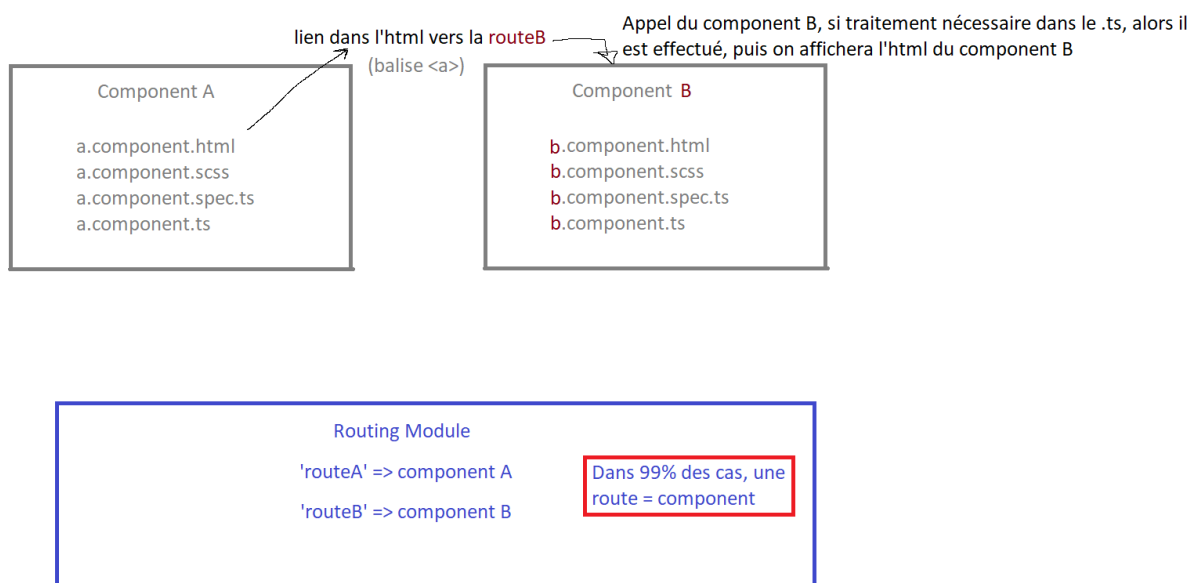 lien dans l'html vers la routeB
(balise <a>)
Appel du component B, si traitement nécessaire dans le .ts, alors il
est effectué, puis on affichera l'html du component B
Component A
a.component.html
a.component.scss
a.component.spec.ts
a.component.ts
Component B
b.component.html
b.component.scss
b.component.spec.ts
b.component.ts
Routing Module
'routeA' => component A
'routeB' => component B
Dans 99% des cas, une
route = component